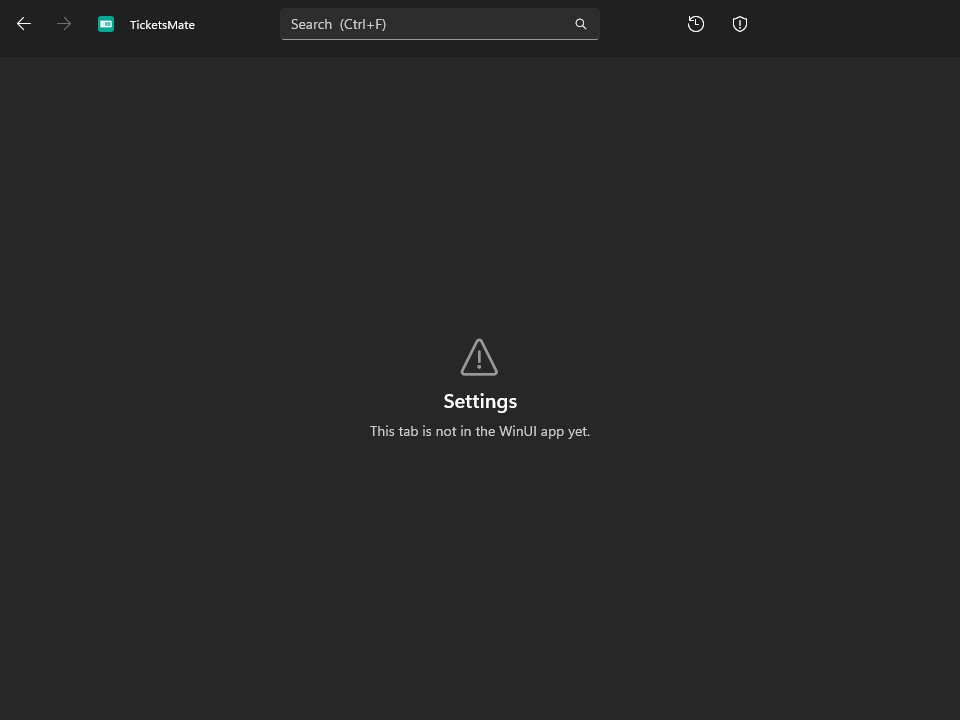 TicketsMate
Search (Ctrl+F)
Settings
This tab is not in the WinUI app yet.